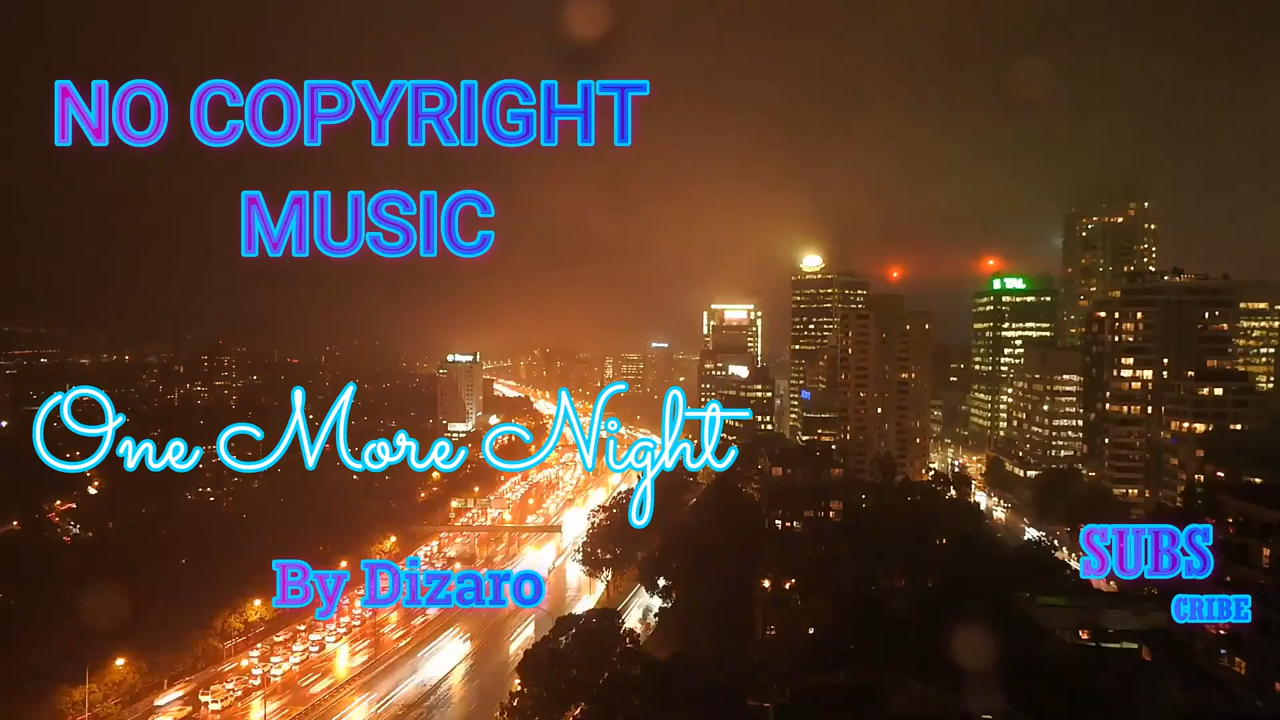 NO COPYRIGHT
MUSIC
One More Night
By Dizaro
SUBS
CRIBE